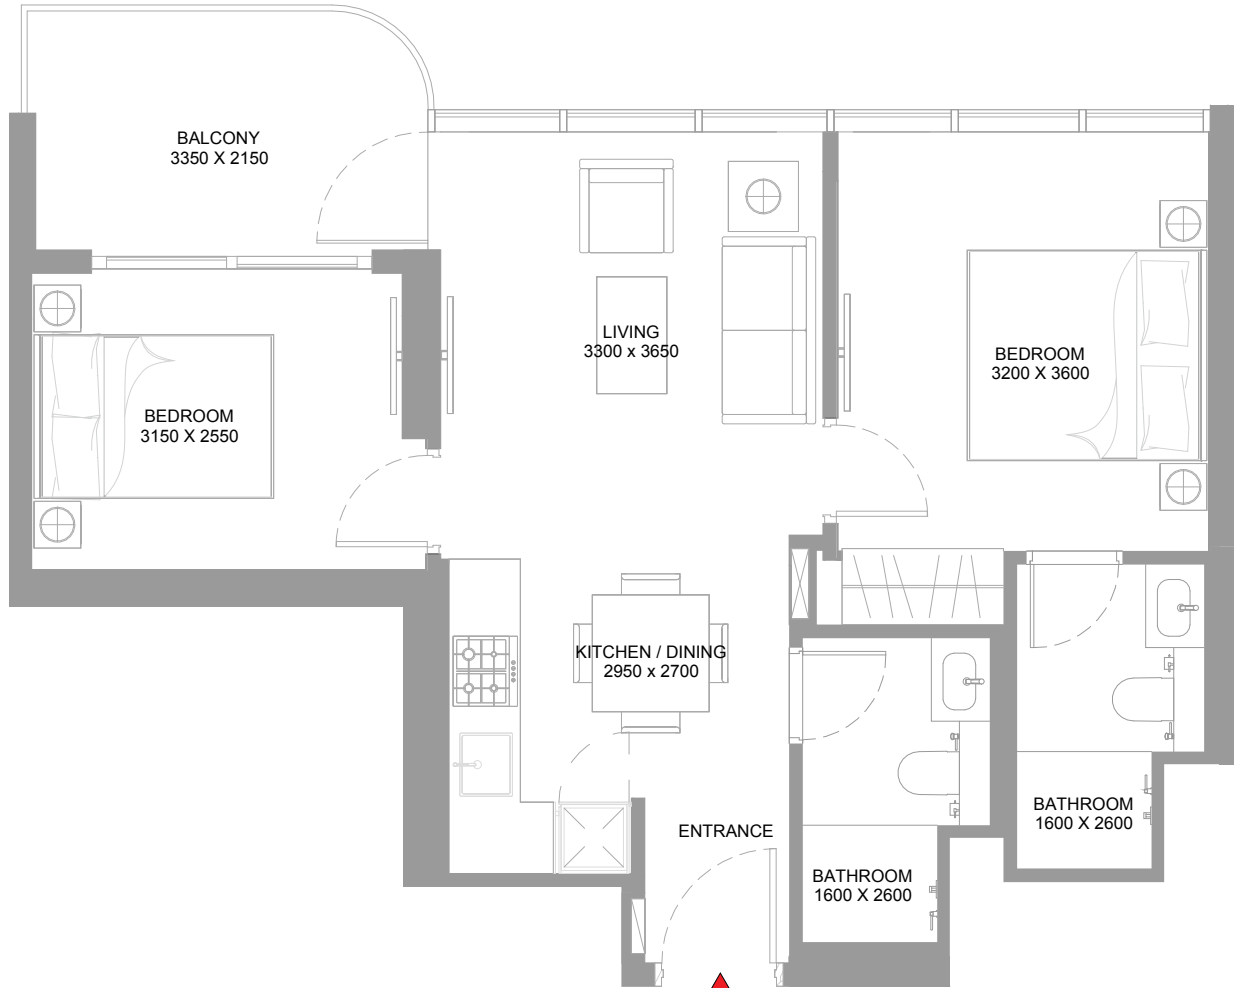 BALCONY
3350 X 2150
LIVING
3300 x 3650
BEDROOM
3200 X 3600
BEDROOM
3150 X 2550
KITCHEN / DINING
2950 x 2700
ENTRANCE
BATHROOM
1600 X 2600
BATHROOM
1600 X 2600